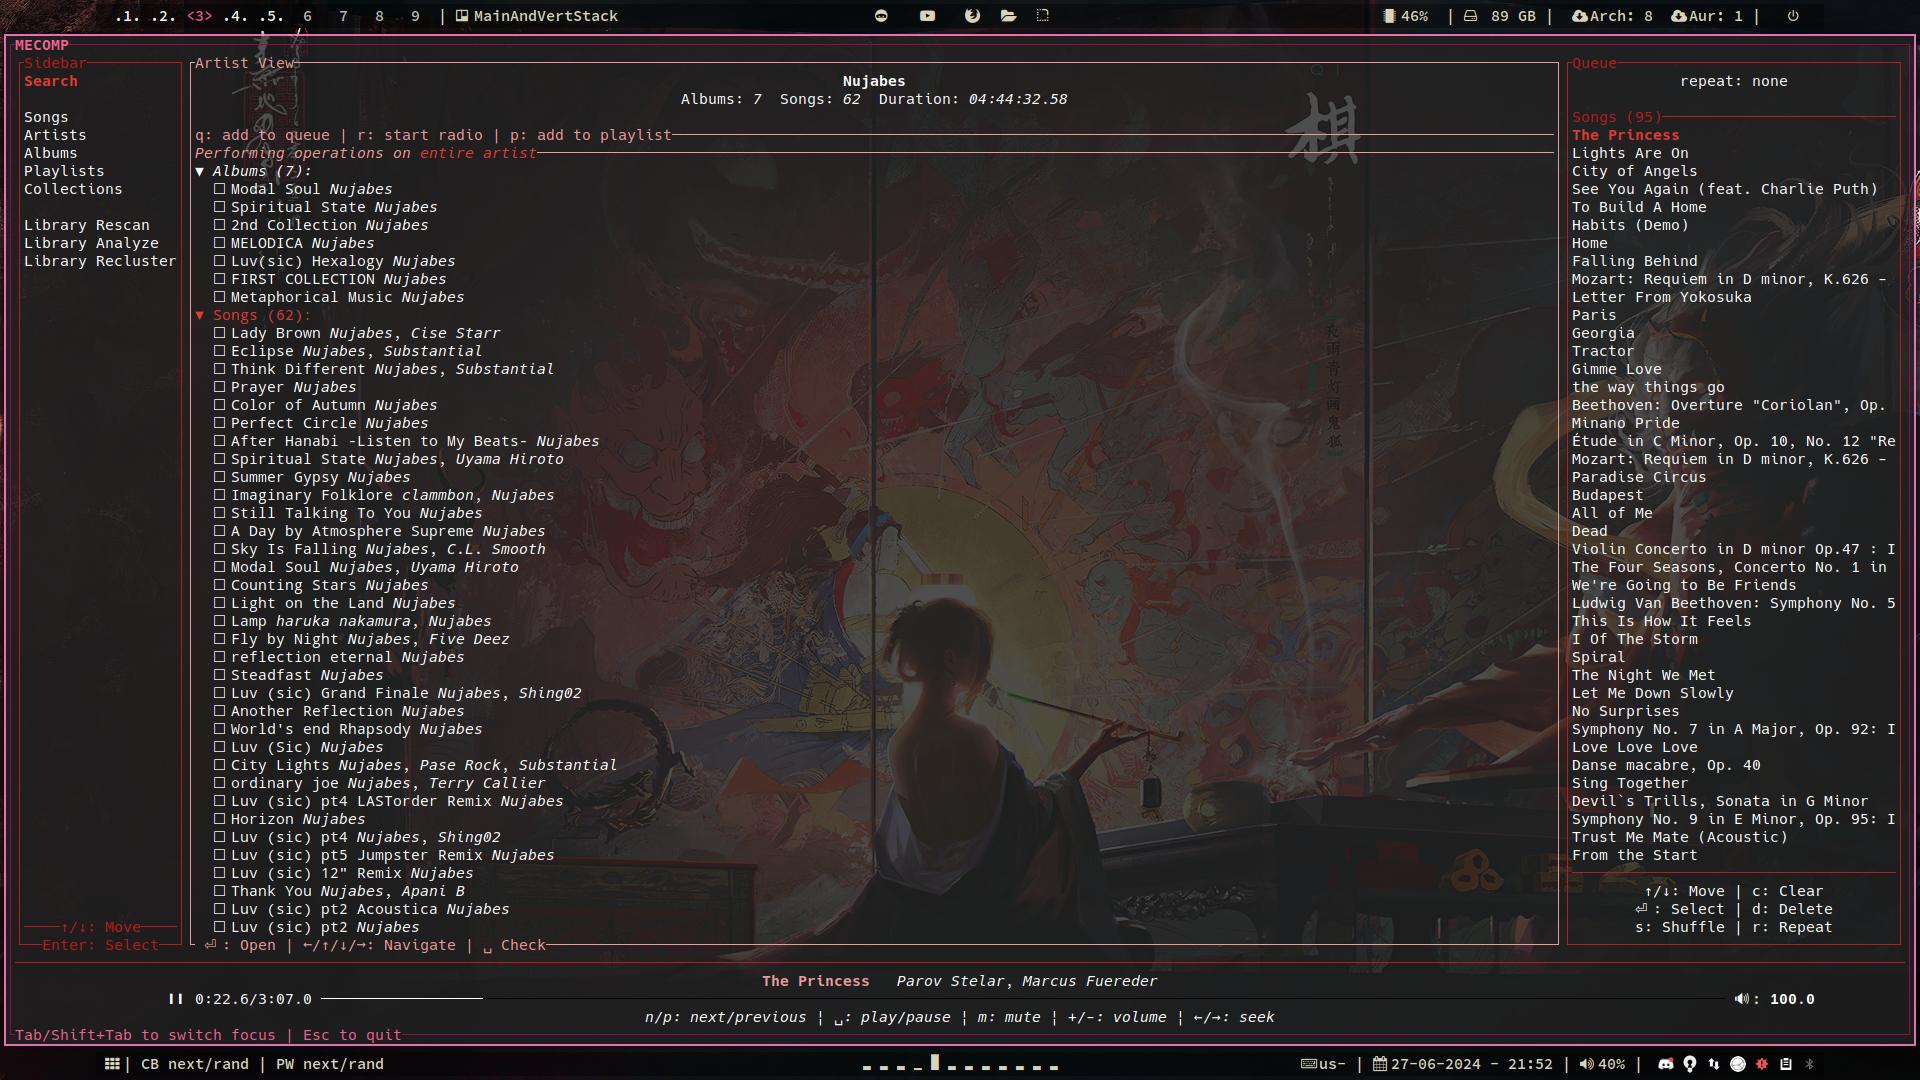 .1. .2. <3> .4. .5. 6 7 8 9 | MainAndVertStack
46% | 89 GB | Arch: 8 Aur: 1 |
MECOMP
Sidebar
Search
Songs
Artists
Albums
Playlists
Collections
Library Rescan
Library Analyze
Library Recluster
↑/↓: Move
Enter: Select
Artist View
Nujabes
Albums: 7 Songs: 62 Duration: 04:44:32.58
q: add to queue | r: start radio | p: add to playlist
Performing operations on entire artist
▼ Albums (7):
☐ Modal Soul Nujabes
☐ Spiritual State Nujabes
☐ 2nd Collection Nujabes
☐ MELODICA Nujabes
☐ Luv(sic) Hexalogy Nujabes
☐ FIRST COLLECTION Nujabes
☐ Metaphorical Music Nujabes
▼ Songs (62):
☐ Lady Brown Nujabes, Cise Starr
☐ Eclipse Nujabes, Substantial
☐ Think Different Nujabes, Substantial
☐ Prayer Nujabes
☐ Color of Autumn Nujabes
☐ Perfect Circle Nujabes
☐ After Hanabi -Listen to My Beats- Nujabes
☐ Spiritual State Nujabes, Uyama Hiroto
☐ Summer Gypsy Nujabes
☐ Imaginary Folklore clammbon, Nujabes
☐ Still Talking To You Nujabes
☐ A Day by Atmosphere Supreme Nujabes
☐ Sky Is Falling Nujabes, C.L. Smooth
☐ Modal Soul Nujabes, Uyama Hiroto
☐ Counting Stars Nujabes
☐ Light on the Land Nujabes
☐ Lamp haruka nakamura, Nujabes
☐ Fly by Night Nujabes, Five Deez
☐ reflection eternal Nujabes
☐ Steadfast Nujabes
☐ Luv (sic) Grand Finale Nujabes, Shing02
☐ Another Reflection Nujabes
☐ World's end Rhapsody Nujabes
☐ Luv (Sic) Nujabes
☐ City Lights Nujabes, Pase Rock, Substantial
☐ ordinary joe Nujabes, Terry Callier
☐ Luv (sic) pt4 LASTorder Remix Nujabes
☐ Horizon Nujabes
☐ Luv (sic) pt4 Nujabes, Shing02
☐ Luv (sic) pt5 Jumpster Remix Nujabes
☐ Luv (sic) 12" Remix Nujabes
☐ Thank You Nujabes, Apani B
☐ Luv (sic) pt2 Acoustica Nujabes
☐ Luv (sic) pt2 Nujabes
⏎ : Open | ←/↑/↓/→: Navigate | ␣ Check
棋
Queue
repeat: none
Songs (95)
The Princess
Lights Are On
City of Angels
See You Again (feat. Charlie Puth)
To Build A Home
Habits (Demo)
Home
Falling Behind
Mozart: Requiem in D minor, K.626 -
Letter From Yokosuka
Paris
Georgia
Tractor
Gimme Love
the way things go
Beethoven: Overture "Coriolan", Op.
Minano Pride
Étude in C Minor, Op. 10, No. 12 "Re
Mozart: Requiem in D minor, K.626 -
Paradise Circus
Budapest
All of Me
Dead
Violin Concerto in D minor Op.47 : I
The Four Seasons, Concerto No. 1 in
We're Going to Be Friends
Ludwig Van Beethoven: Symphony No. 5
This Is How It Feels
I Of The Storm
Spiral
The Night We Met
Let Me Down Slowly
No Surprises
Symphony No. 7 in A Major, Op. 92: I
Love Love Love
Danse macabre, Op. 40
Sing Together
Devil`s Trills, Sonata in G Minor
Symphony No. 9 in E Minor, Op. 95: I
Trust Me Mate (Acoustic)
From the Start
↑/↓: Move | c: Clear
⏎ : Select | d: Delete
s: Shuffle | r: Repeat
The Princess Parov Stelar, Marcus Fuereder
0:22.6/3:07.0
: 100.0
n/p: next/previous | ␣: play/pause | m: mute | +/-: volume | ←/→: seek
Tab/Shift+Tab to switch focus | Esc to quit
| CB next/rand | PW next/rand
us- | 27-06-2024 - 21:52 | 40% |